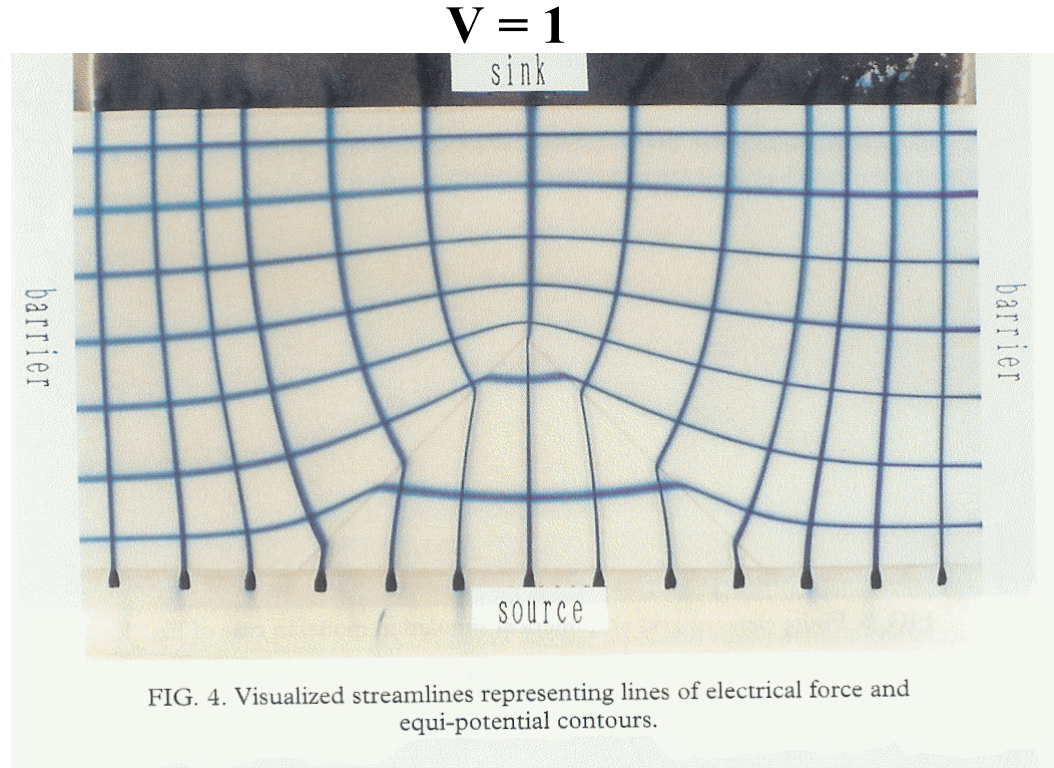 V = 1
sink
barrier
barrier
source
FIG. 4. Visualized streamlines representing lines of electrical force and
equi-potential contours.